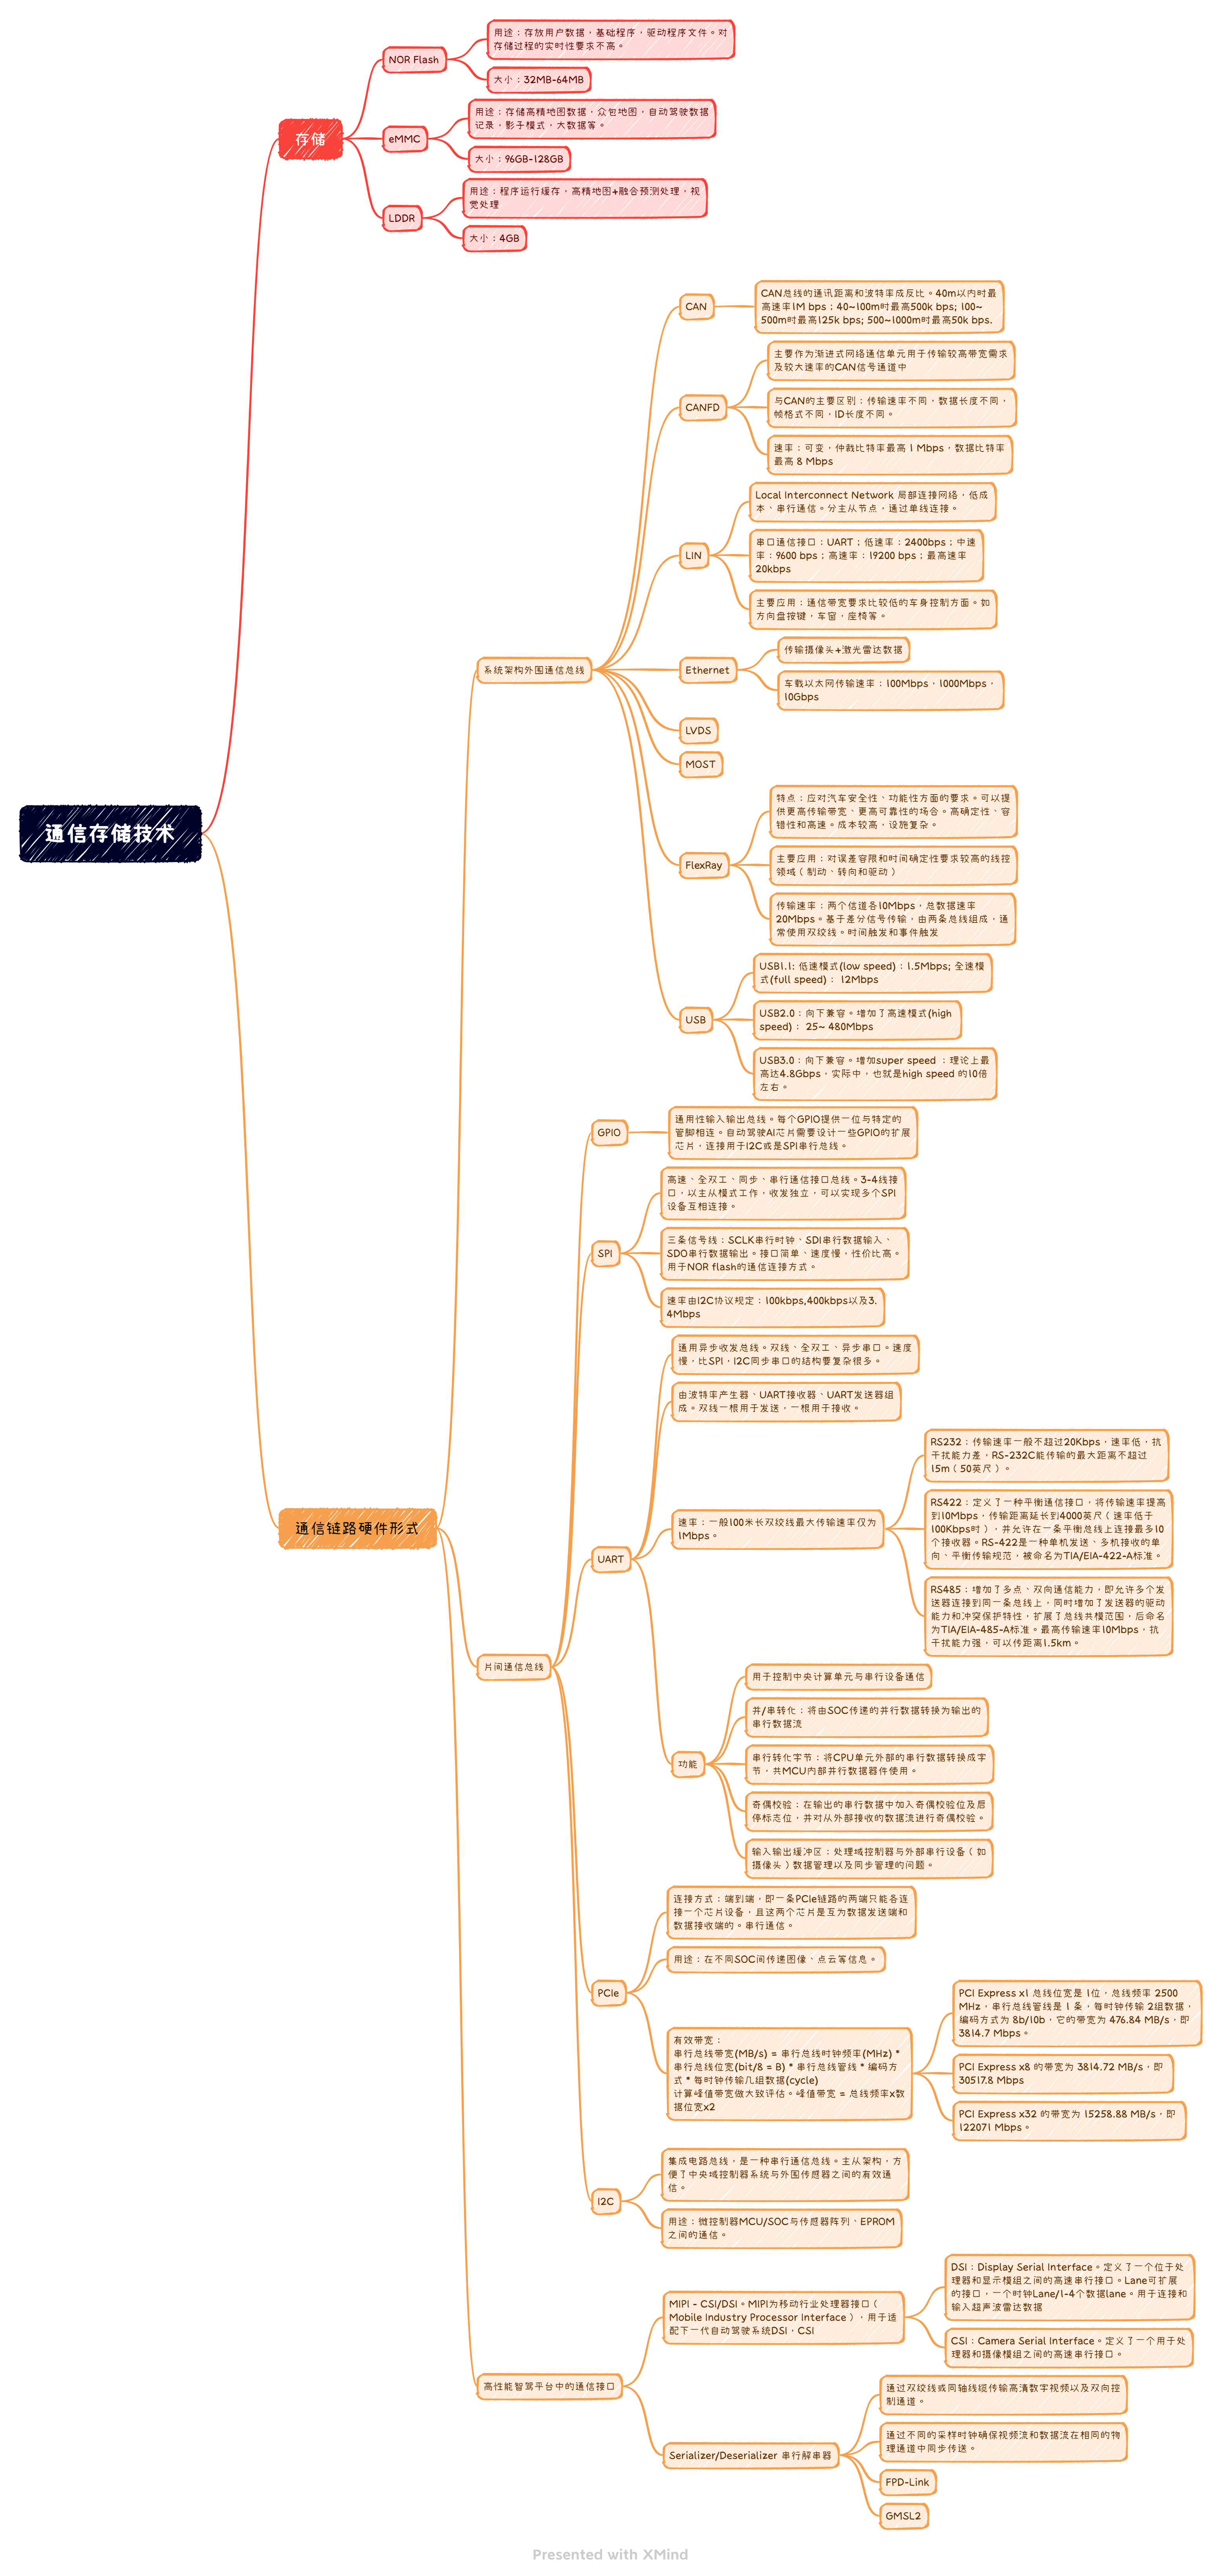 通信存储技术
存储
NOR Flash
用途：存放用户数据，基础程序，驱动程序文件。对
存储过程的实时性要求不高。
大小：32MB-64MB
eMMC
用途：存储高精地图数据，众包地图，自动驾驶数据
记录，影子模式，大数据等。
大小：96GB-128GB
LDDR
用途：程序运行缓存，高精地图+融合预测处理，视
觉处理
大小：4GB
通信链路硬件形式
系统架构外围通信总线
CAN
CAN总线的通讯距离和波特率成反比。40m以内时最
高速率1M bps；40~100m时最高500k bps; 100~
500m时最高125k bps; 500~1000m时最高50k bps.
CANFD
主要作为渐进式网络通信单元用于传输较高带宽需求
及较大速率的CAN信号通道中
与CAN的主要区别：传输速率不同，数据长度不同，
帧格式不同，ID长度不同。
速率：可变，仲裁比特率最高 1 Mbps，数据比特率
最高 8 Mbps
LIN
Local Interconnect Network 局部连接网络，低成
本、串行通信。分主从节点，通过单线连接。
串口通信接口：UART；低速率：2400bps；中速
率：9600 bps；高速率：19200 bps；最高速率
20kbps
主要应用：通信带宽要求比较低的车身控制方面。如
方向盘按键，车窗，座椅等。
Ethernet
传输摄像头+激光雷达数据
车载以太网传输速率：100Mbps，1000Mbps，
10Gbps
LVDS
MOST
FlexRay
特点：应对汽车安全性、功能性方面的要求。可以提
供更高传输带宽、更高可靠性的场合。高确定性、容
错性和高速。成本较高，设施复杂。
主要应用：对误差容限和时间确定性要求较高的线控
领域（制动、转向和驱动）
传输速率：两个信道各10Mbps，总数据速率
20Mbps。基于差分信号传输，由两条总线组成，通
常使用双绞线。时间触发和事件触发
USB
USB1.1: 低速模式(low speed)：1.5Mbps; 全速模
式(full speed)： 12Mbps
USB2.0：向下兼容。增加了高速模式(high
speed)： 25~ 480Mbps
USB3.0：向下兼容。增加super speed ：理论上最
高达4.8Gbps，实际中，也就是high speed 的10倍
左右。
片间通信总线
GPIO
通用性输入输出总线。每个GPIO提供一位与特定的
管脚相连。自动驾驶AI芯片需要设计一些GPIO的扩展
芯片，连接用于I2C或是SPI串行总线。
SPI
高速、全双工、同步、串行通信接口总线。3-4线接
口，以主从模式工作，收发独立，可以实现多个SPI
设备互相连接。
三条信号线：SCLK串行时钟、SDI串行数据输入、
SDO串行数据输出。接口简单、速度慢，性价比高。
用于NOR flash的通信连接方式。
速率由I2C协议规定：100kbps,400kbps以及3.
4Mbps
UART
通用异步收发总线。双线、全双工、异步串口。速度
慢，比SPI，I2C同步串口的结构要复杂很多。
由波特率产生器、UART接收器、UART发送器组
成。双线一根用于发送，一根用于接收。
速率：一般100米长双绞线最大传输速率仅为
1Mbps。
RS232：传输速率一般不超过20Kbps，速率低，抗
干扰能力差，RS-232C能传输的最大距离不超过
15m（50英尺）。
RS422：定义了一种平衡通信接口，将传输速率提高
到10Mbps，传输距离延长到4000英尺（速率低于
100Kbps时），并允许在一条平衡总线上连接最多10
个接收器。RS-422是一种单机发送、多机接收的单
向、平衡传输规范，被命名为TIA/EIA-422-A标准。
RS485：增加了多点、双向通信能力，即允许多个发
送器连接到同一条总线上，同时增加了发送器的驱动
能力和冲突保护特性，扩展了总线共模范围，后命名
为TIA/EIA-485-A标准。最高传输速率10Mbps，抗
干扰能力强，可以传距离1.5km。
功能
用于控制中央计算单元与串行设备通信
并/串转化：将由SOC传递的并行数据转换为输出的
串行数据流
串行转化字节：将CPU单元外部的串行数据转换成字
节，共MCU内部并行数据器件使用。
奇偶校验：在输出的串行数据中加入奇偶校验位及启
停标志位，并对从外部接收的数据流进行奇偶校验。
输入输出缓冲区：处理域控制器与外部串行设备（如
摄像头）数据管理以及同步管理的问题。
PCIe
连接方式：端到端，即一条PCIe链路的两端只能各连
接一个芯片设备，且这两个芯片是互为数据发送端和
数据接收端的。串行通信。
用途：在不同SOC间传递图像、点云等信息。
有效带宽：
串行总线带宽(MB/s) = 串行总线时钟频率(MHz) *
串行总线位宽(bit/8 = B) * 串行总线管线 * 编码方
式 * 每时钟传输几组数据(cycle)
计算峰值带宽做大致评估。峰值带宽 = 总线频率x数
据位宽x2
PCI Express x1 总线位宽是 1位，总线频率 2500
MHz，串行总线管线是 1 条，每时钟传输 2组数据，
编码方式为 8b/10b，它的带宽为 476.84 MB/s，即
3814.7 Mbps。
PCI Express x8 的带宽为 3814.72 MB/s，即
30517.8 Mbps
PCI Express x32 的带宽为 15258.88 MB/s，即
122071 Mbps。
I2C
集成电路总线，是一种串行通信总线。主从架构，方
便了中央域控制器系统与外围传感器之间的有效通
信。
用途：微控制器MCU/SOC与传感器阵列、EPROM
之间的通信。
高性能智驾平台中的通信接口
MIPI - CSI/DSI。MIPI为移动行业处理器接口（
Mobile Industry Processor Interface），用于适
配下一代自动驾驶系统DSI，CSI
DSI：Display Serial Interface。定义了一个位于处
理器和显示模组之间的高速串行接口。Lane可扩展
的接口，一个时钟Lane/1-4个数据lane。用于连接和
输入超声波雷达数据
CSI：Camera Serial Interface。定义了一个用于处
理器和摄像模组之间的高速串行接口。
Serializer/Deserializer 串行解串器
通过双绞线或同轴线缆传输高清数字视频以及双向控
制通道。
通过不同的采样时钟确保视频流和数据流在相同的物
理通道中同步传送。
FPD-Link
GMSL2
Presented with XMind